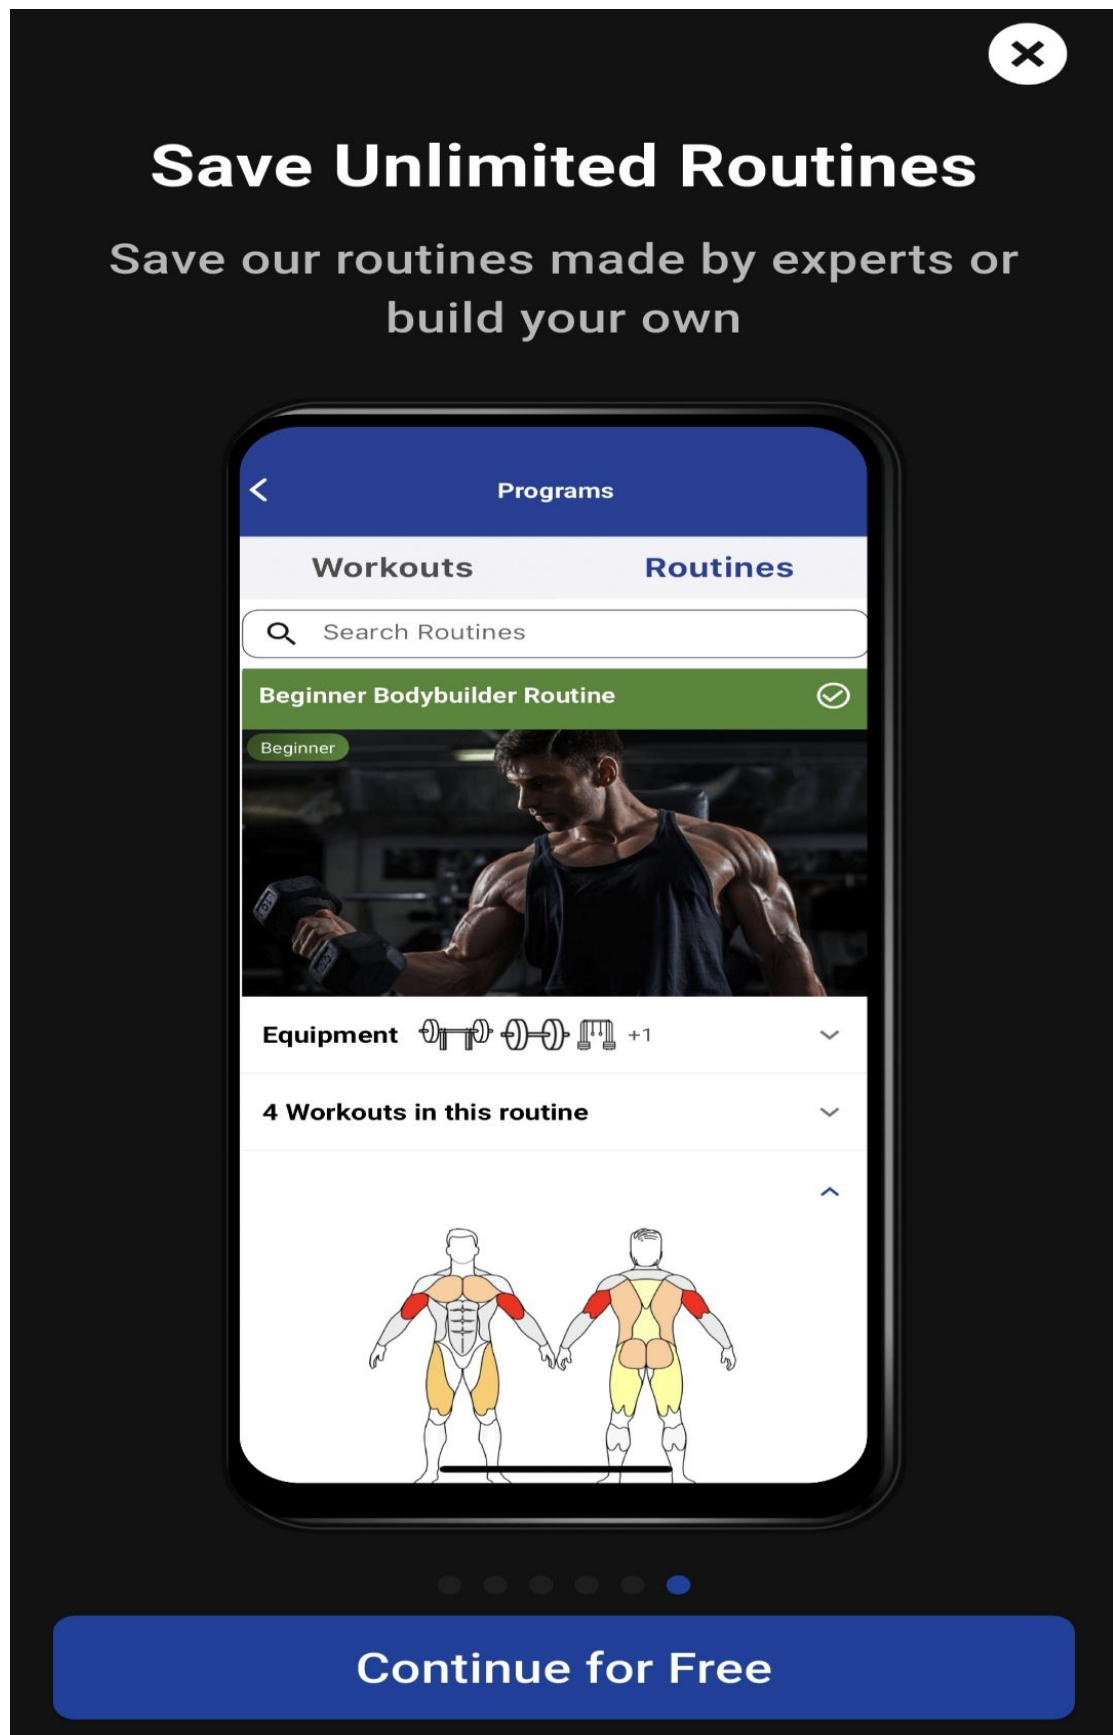 Save Unlimited Routines
Save our routines made by experts or
build your own
Programs
Workouts Routines
Search Routines
Beginner Bodybuilder Routine
Beginner
Equipment +1
4 Workouts in this routine
Continue for Free